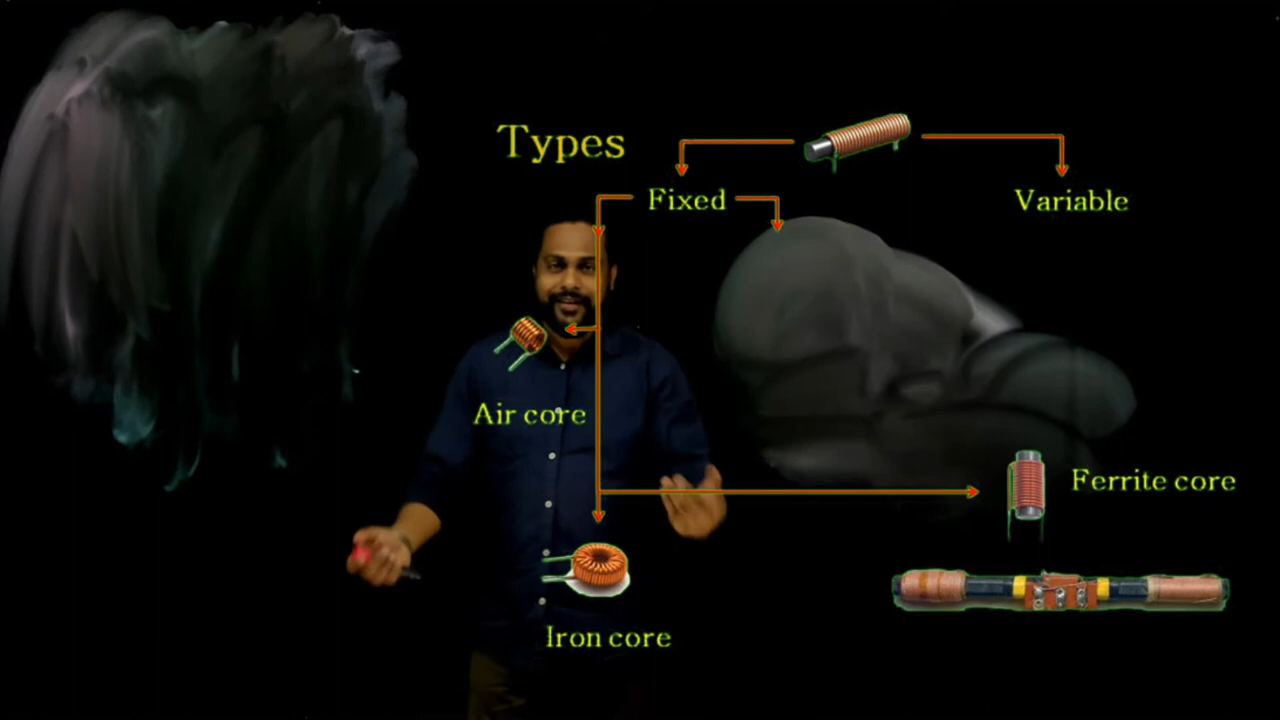 Types
Fixed
Variable
Air core
Ferrite core
Iron core